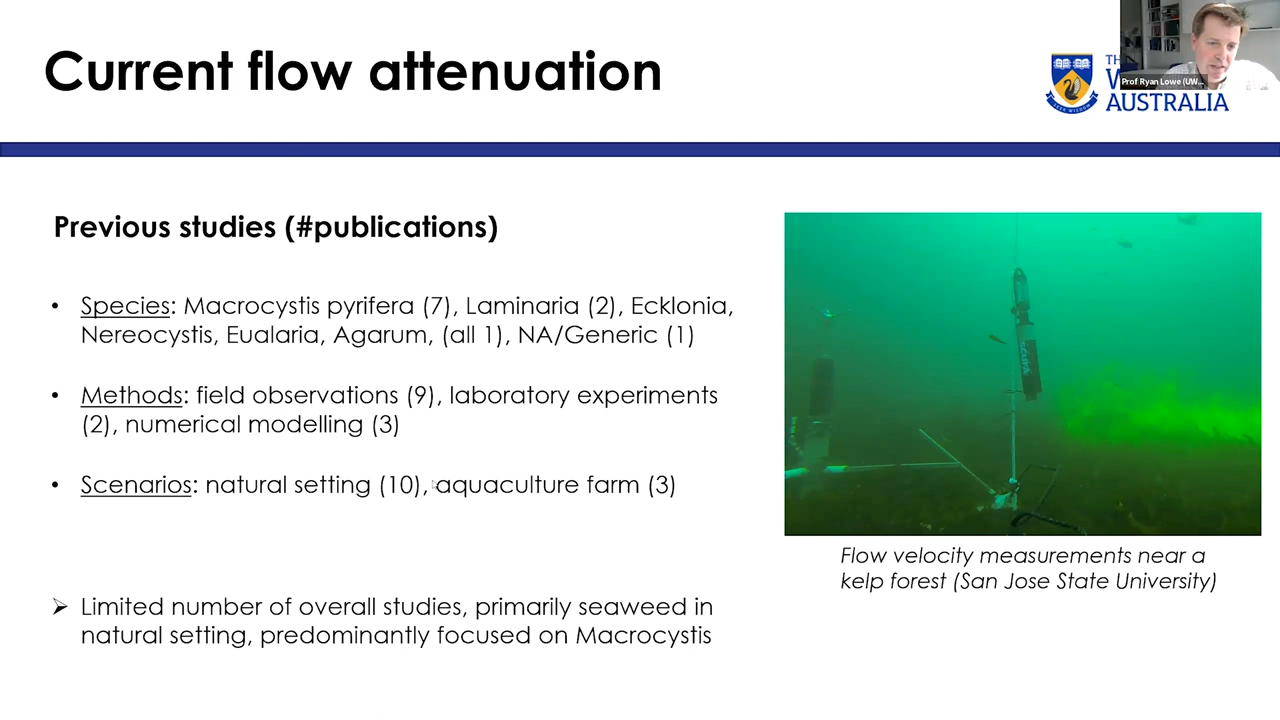 Current flow attenuation
Prof Ryan Lowe (UW...
AUSTRALIA
Previous studies (#publications)
• Species: Macrocystis pyrifera (7), Laminaria (2), Ecklonia,
Nereocystis, Eualaria, Agarum, (all 1), NA/Generic (1)
• Methods: field observations (9), laboratory experiments
(2), numerical modelling (3)
• Scenarios: natural setting (10), aquaculture farm (3)
➢ Limited number of overall studies, primarily seaweed in
natural setting, predominantly focused on Macrocystis
Flow velocity measurements near a
kelp forest (San Jose State University)